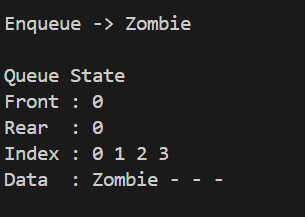 Enqueue -> Zombie
Queue State
Front : 0
Rear  : 0
Index : 0 1 2 3
Data  : Zombie - - -